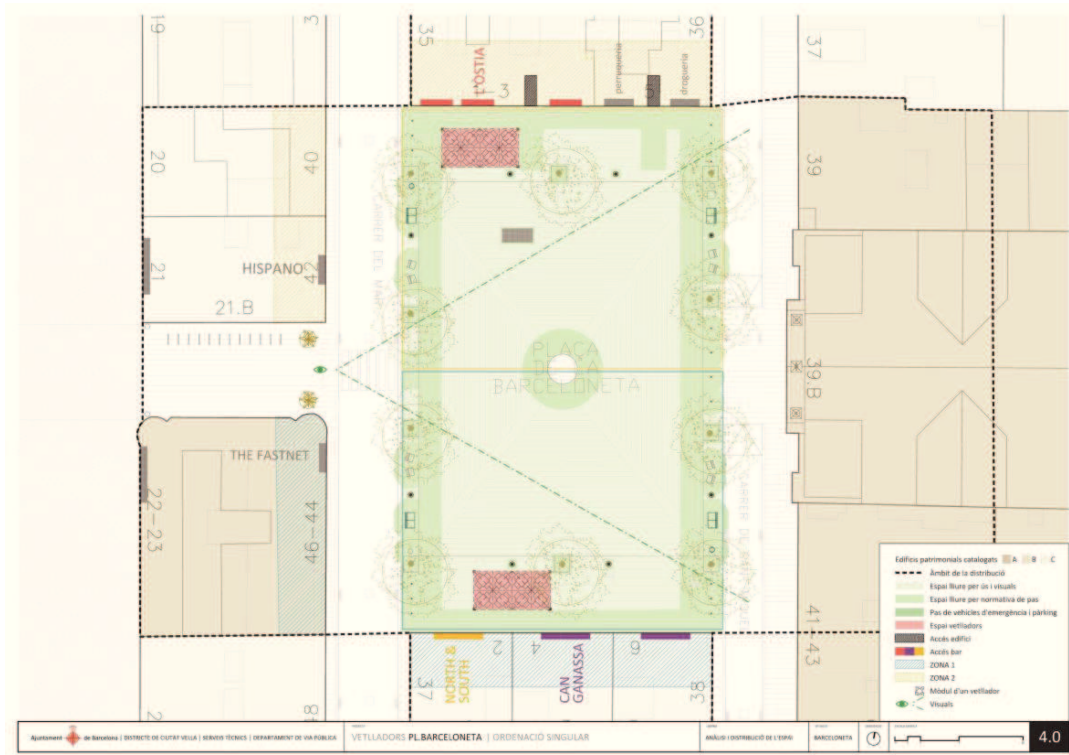 19
35
36
37
L'OSTIA
3
perruqueria
5
drogueria
20
40
39
CARRER DEL MAR
21
HISPANO
42
21.B
PLAÇA
DE LA
BARCELONETA
39.B
THE FASTNET
22-23
46-44
41-43
NORTH &
SOUTH
2
4
6
CAN
GANASSA
37
38
Edificis patrimonials catalogats A B C
Àmbit de la distribució
Espai lliure per ús i visuals
Espai lliure per normativa de pas
Pas de vehicles d'emergència i pàrking
Espai vetlladors
Accés edifici
Accés bar
ZONA 1
ZONA 2
Mòdul d'un vetllador
Visuals
Ajuntament de Barcelona | DISTRICTE DE CIUTAT VELLA | SERVEIS TÈCNICS | DEPARTAMENT DE VIA PÚBLICA
VETLLADORS PL.BARCELONETA | ORDENACIÓ SINGULAR
ANÀLISI I DISTRIBUCIÓ DE L'ESPAI
BARCELONETA
4.0